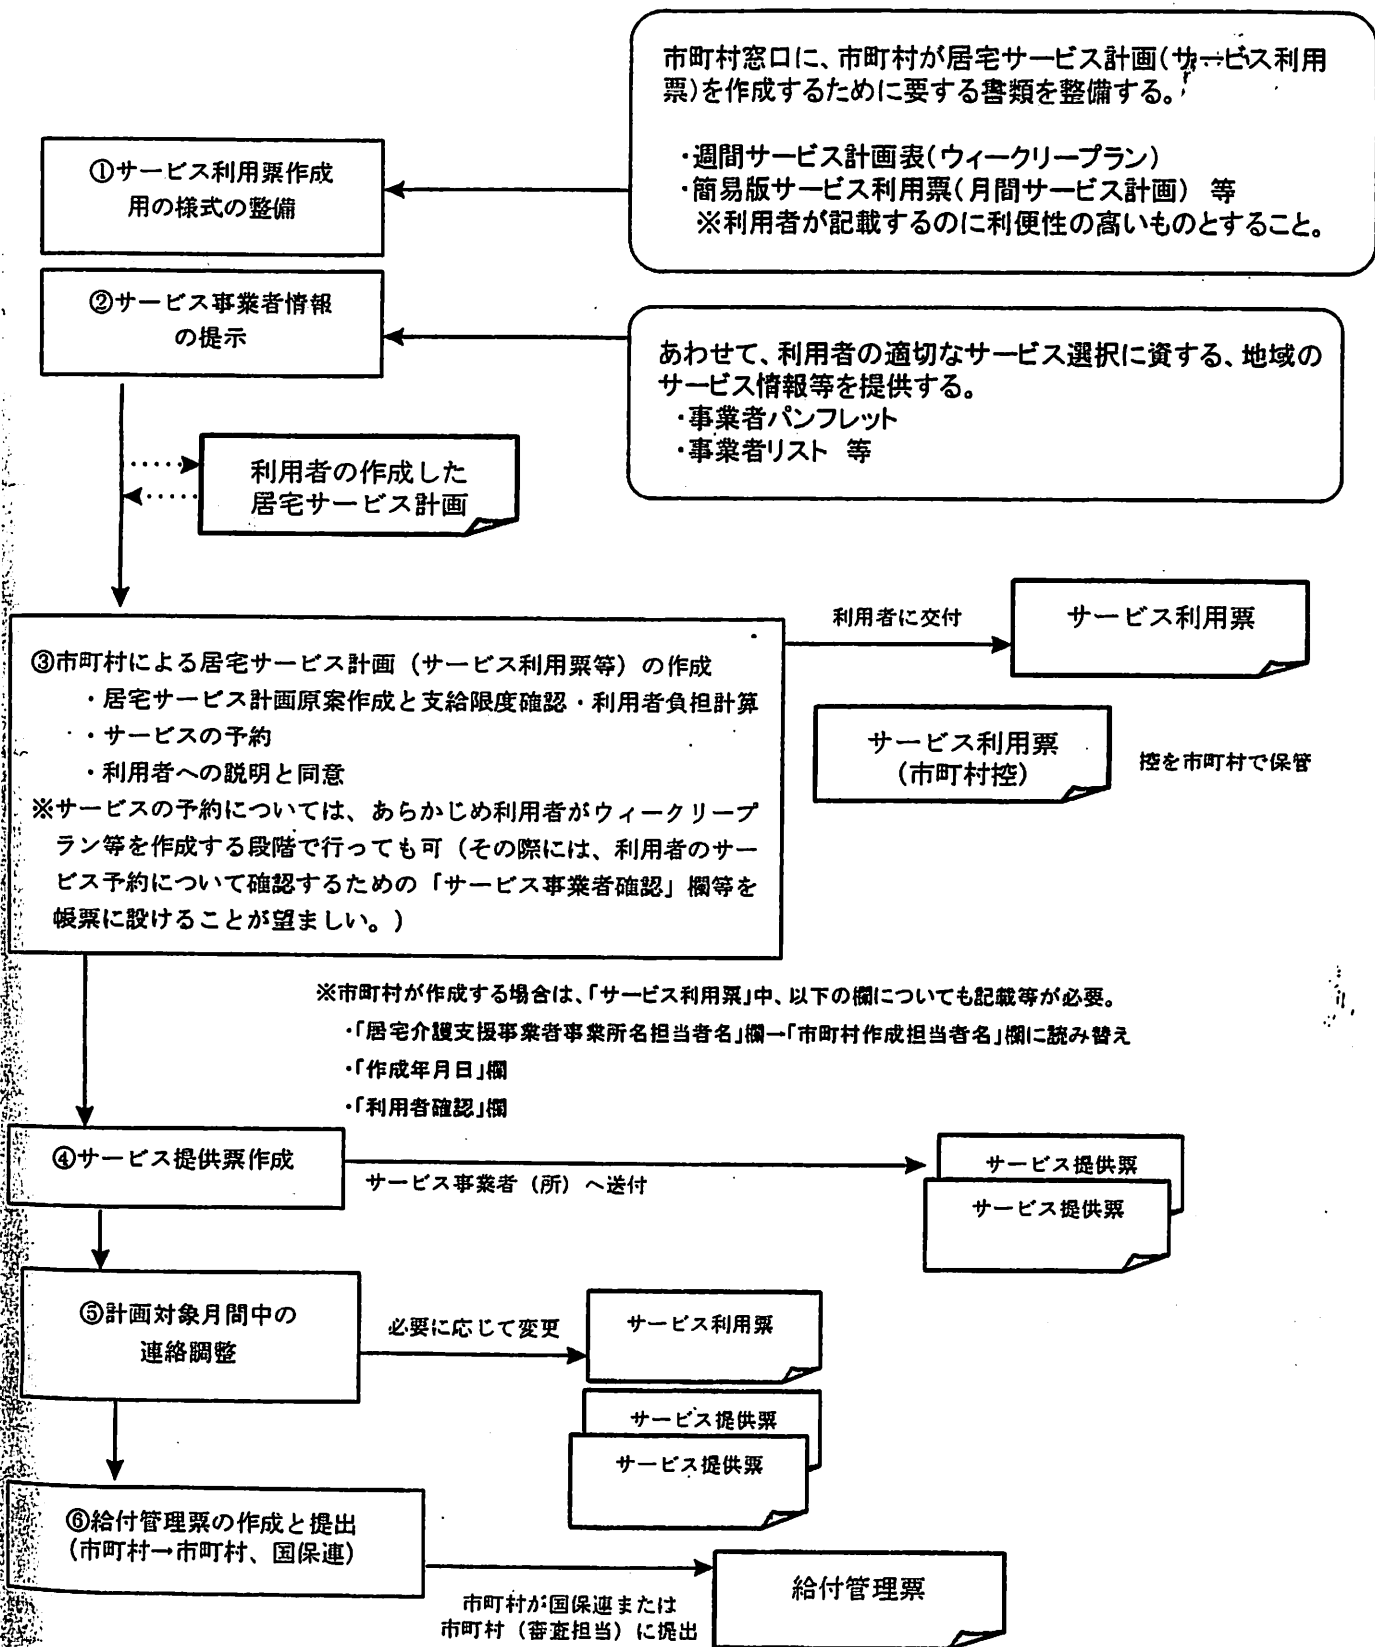 市町村窓口に、市町村が居宅サービス計画(サービス利用
票)を作成するために要する書類を整備する。
・週間サービス計画表(ウィークリープラン)
・簡易版サービス利用票(月間サービス計画) 等
※利用者が記載するのに利便性の高いものとすること。
①サービス利用票作成
用の様式の整備
②サービス事業者情報
の提示
あわせて、利用者の適切なサービス選択に資する、地域の
サービス情報等を提供する。
・事業者パンフレット
・事業者リスト 等
利用者の作成した
居宅サービス計画
③市町村による居宅サービス計画（サービス利用票等）の作成
・居宅サービス計画原案作成と支給限度確認・利用者負担計算
・サービスの予約
・利用者への説明と同意
※サービスの予約については、あらかじめ利用者がウィークリープ
ラン等を作成する段階で行っても可（その際には、利用者のサー
ビス予約について確認するための「サービス事業者確認」欄等を
帳票に設けることが望ましい。）
利用者に交付
サービス利用票
サービス利用票
(市町村控)
控を市町村で保管
※市町村が作成する場合は、「サービス利用票」中、以下の欄についても記載等が必要。
・「居宅介護支援事業者事業所名担当者名」欄→「市町村作成担当者名」欄に読み替え
・「作成年月日」欄
・「利用者確認」欄
④サービス提供票作成
サービス事業者（所）へ送付
サービス提供票
サービス提供票
⑤計画対象月間中の
連絡調整
必要に応じて変更
サービス利用票
サービス提供票
サービス提供票
⑥給付管理票の作成と提出
(市町村→市町村、国保連)
市町村が国保連または
市町村（審査担当）に提出
給付管理票